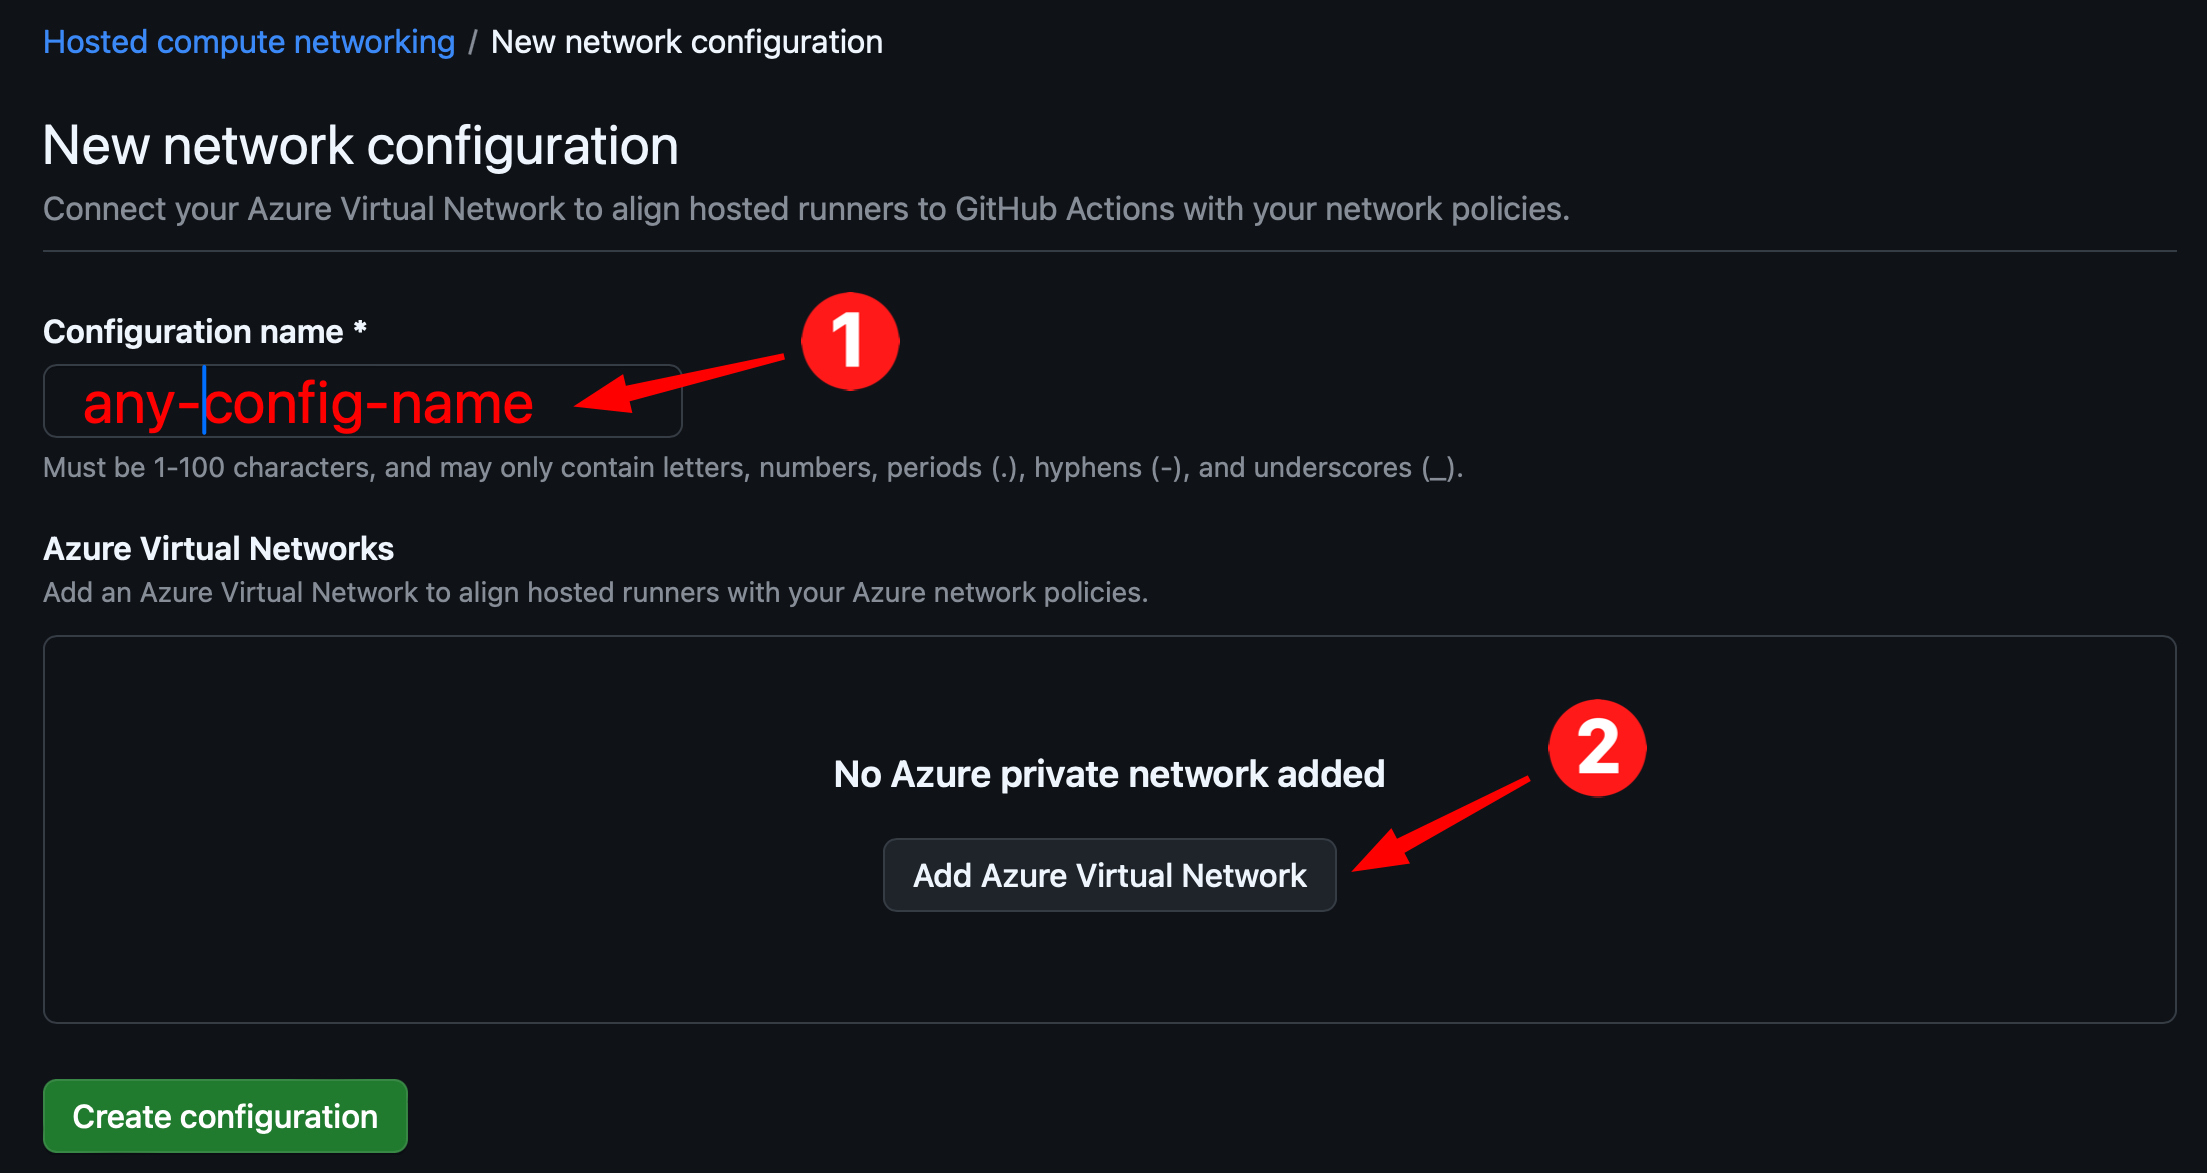 Hosted compute networking / New network configuration
New network configuration
Connect your Azure Virtual Network to align hosted runners to GitHub Actions with your network policies.
Configuration name *
1
any-config-name
Must be 1-100 characters, and may only contain letters, numbers, periods (.), hyphens (-), and underscores (_).
Azure Virtual Networks
Add an Azure Virtual Network to align hosted runners with your Azure network policies.
2
No Azure private network added
Add Azure Virtual Network
Create configuration